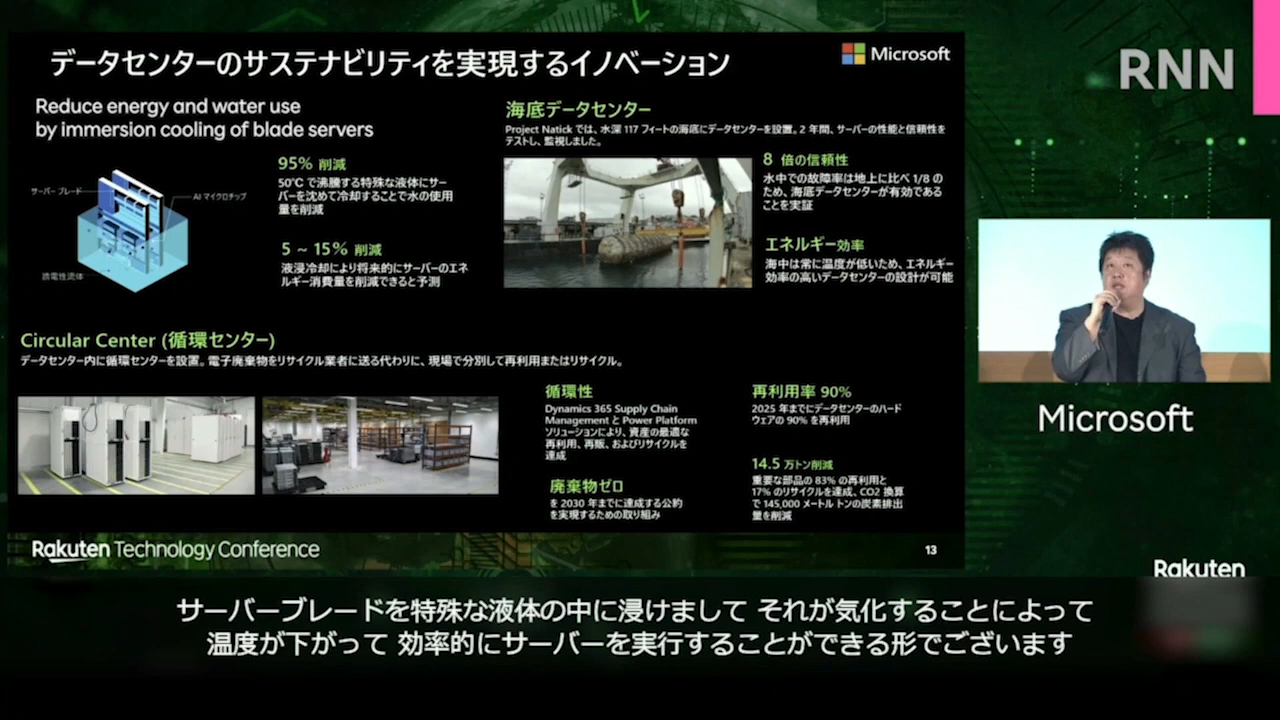 データセンターのサステナビリティを実現するイノベーション
Microsoft
RNN
Reduce energy and water use
by immersion cooling of blade servers
サーバー ブレード
AI マイクロチップ
誘電性流体
95% 削減
50℃ で沸騰する特殊な液体にサー
バーを沈めて冷却することで水の使用
量を削減
5 ~ 15% 削減
液浸冷却により将来的にサーバーのエネ
ルギー消費量を削減できると予測
海底データセンター
Project Natick では、水深 117 フィートの海底にデータセンターを設置。2 年間、サーバーの性能と信頼性を
テストし、監視しました。
8 倍の信頼性
水中での故障率は地上に比べ 1/8 の
ため、海底データセンターが有効である
ことを実証
エネルギー効率
海中は常に温度が低いため、エネルギー
効率の高いデータセンターの設計が可能
Circular Center (循環センター)
データセンター内に循環センターを設置。電子廃棄物をリサイクル業者に送る代わりに、現場で分別して再利用またはリサイクル。
循環性
Dynamics 365 Supply Chain
Management と Power Platform
ソリューションにより、資産の最適な
再利用、再販、およびリサイクルを
達成
廃棄物ゼロ
を 2030 年までに達成する公約
を実現するための取り組み
再利用率 90%
2025 年までにデータセンターのハード
ウェアの 90% を再利用
14.5 万トン削減
重要な部品の 83% の再利用と
17% のリサイクルを達成、CO2 換算
で 145,000 メートル トンの炭素排出
量を削減
Rakuten Technology Conference
13
Microsoft
Rakuten
サーバーブレードを特殊な液体の中に浸けまして それが気化することによって
温度が下がって 効率的にサーバーを実行することができる形でございます